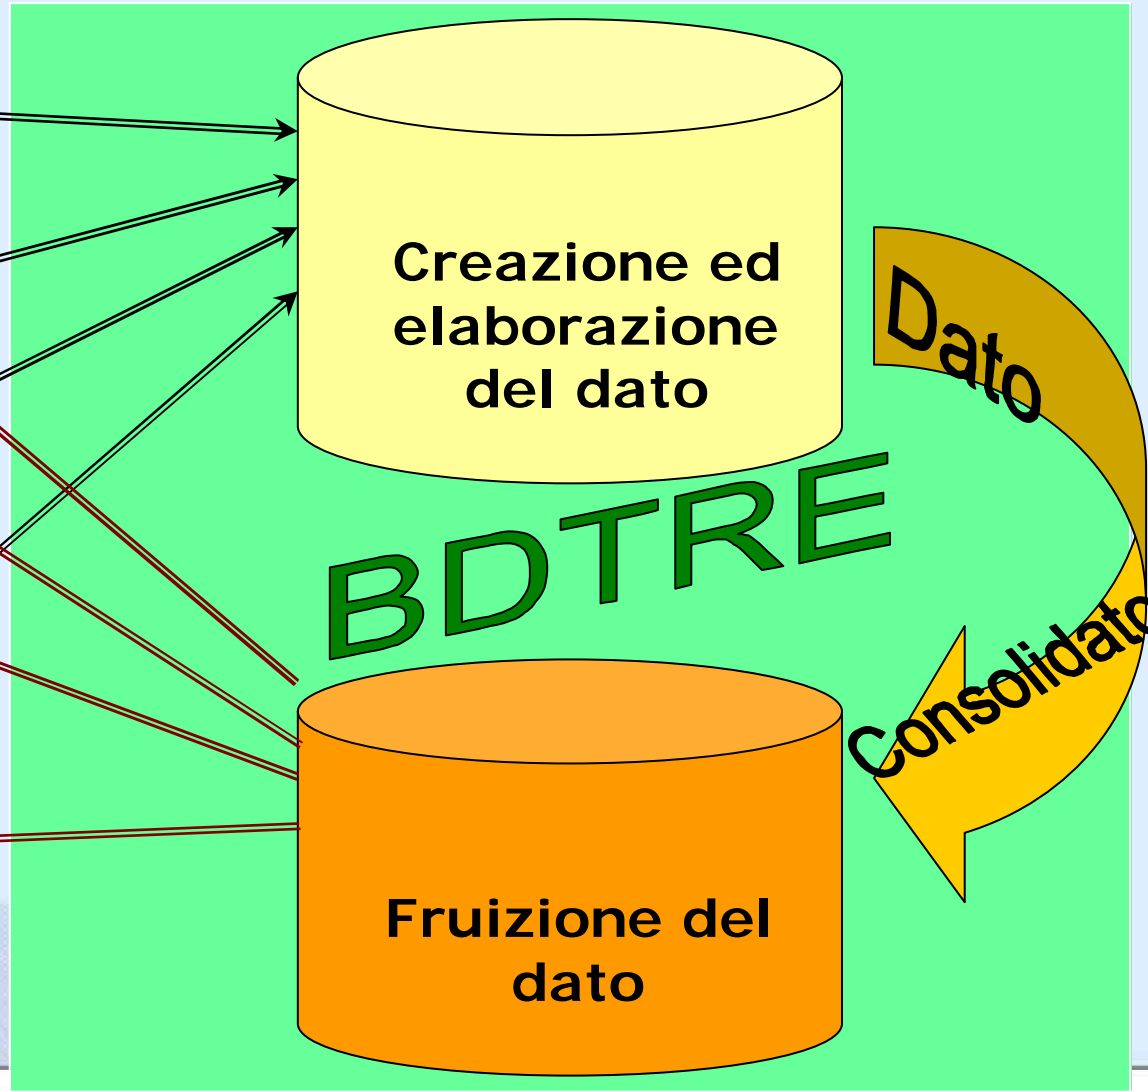 Creazione ed
elaborazione
del dato
Dato
BDTRE
Consolidato
Fruizione del
dato